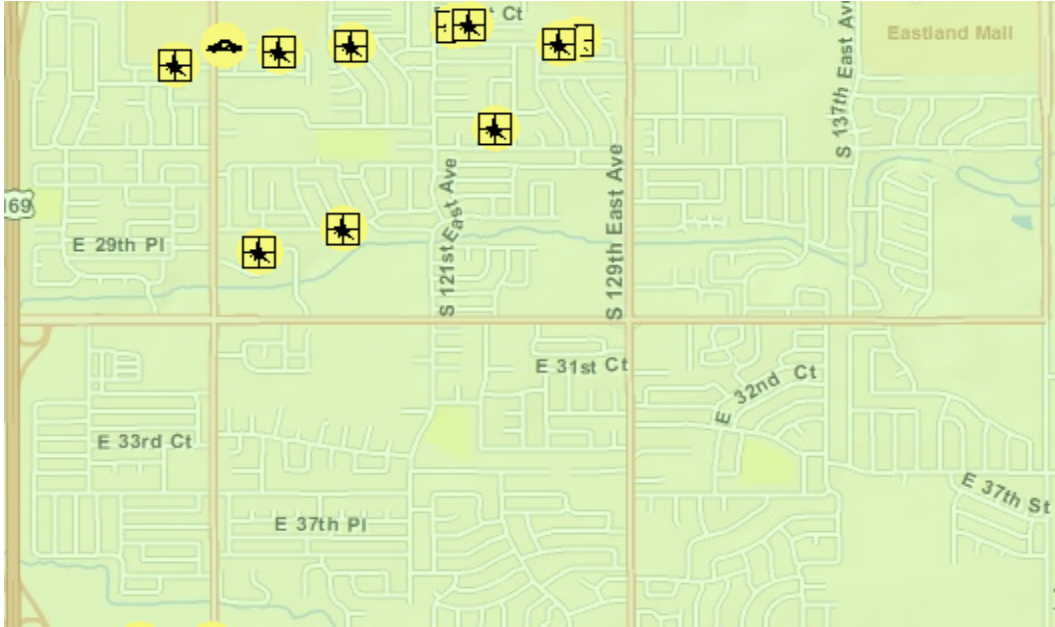 Ct
Eastland Mall
S 137th East Ave
S 121st East Ave
S 129th East Ave
169
E 29th Pl
E 31st Ct
E 32nd Ct
E 33rd Ct
E 37th St
E 37th Pl